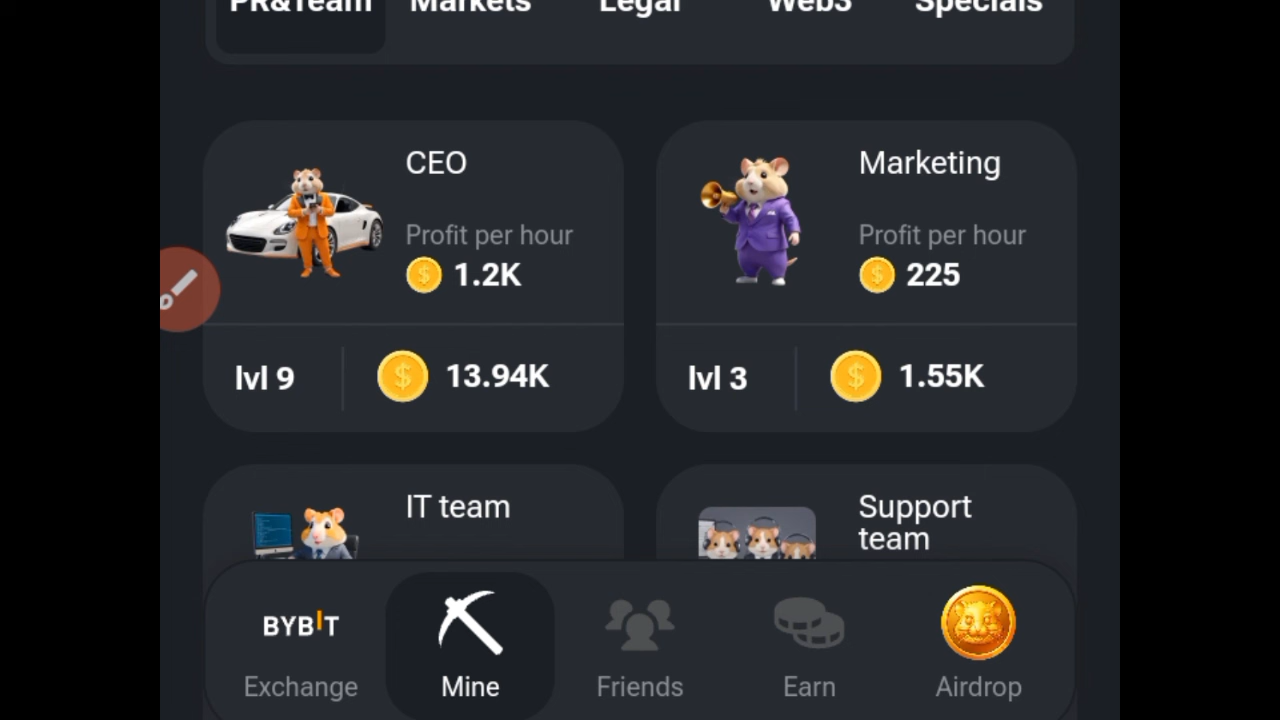 PR&Team Markets Legal Web3 Specials
CEO
Profit per hour
1.2K
lvl 9
13.94K
Marketing
Profit per hour
225
lvl 3
1.55K
IT team
Support
team
BYBIT
Exchange
Mine
Friends
Earn
Airdrop